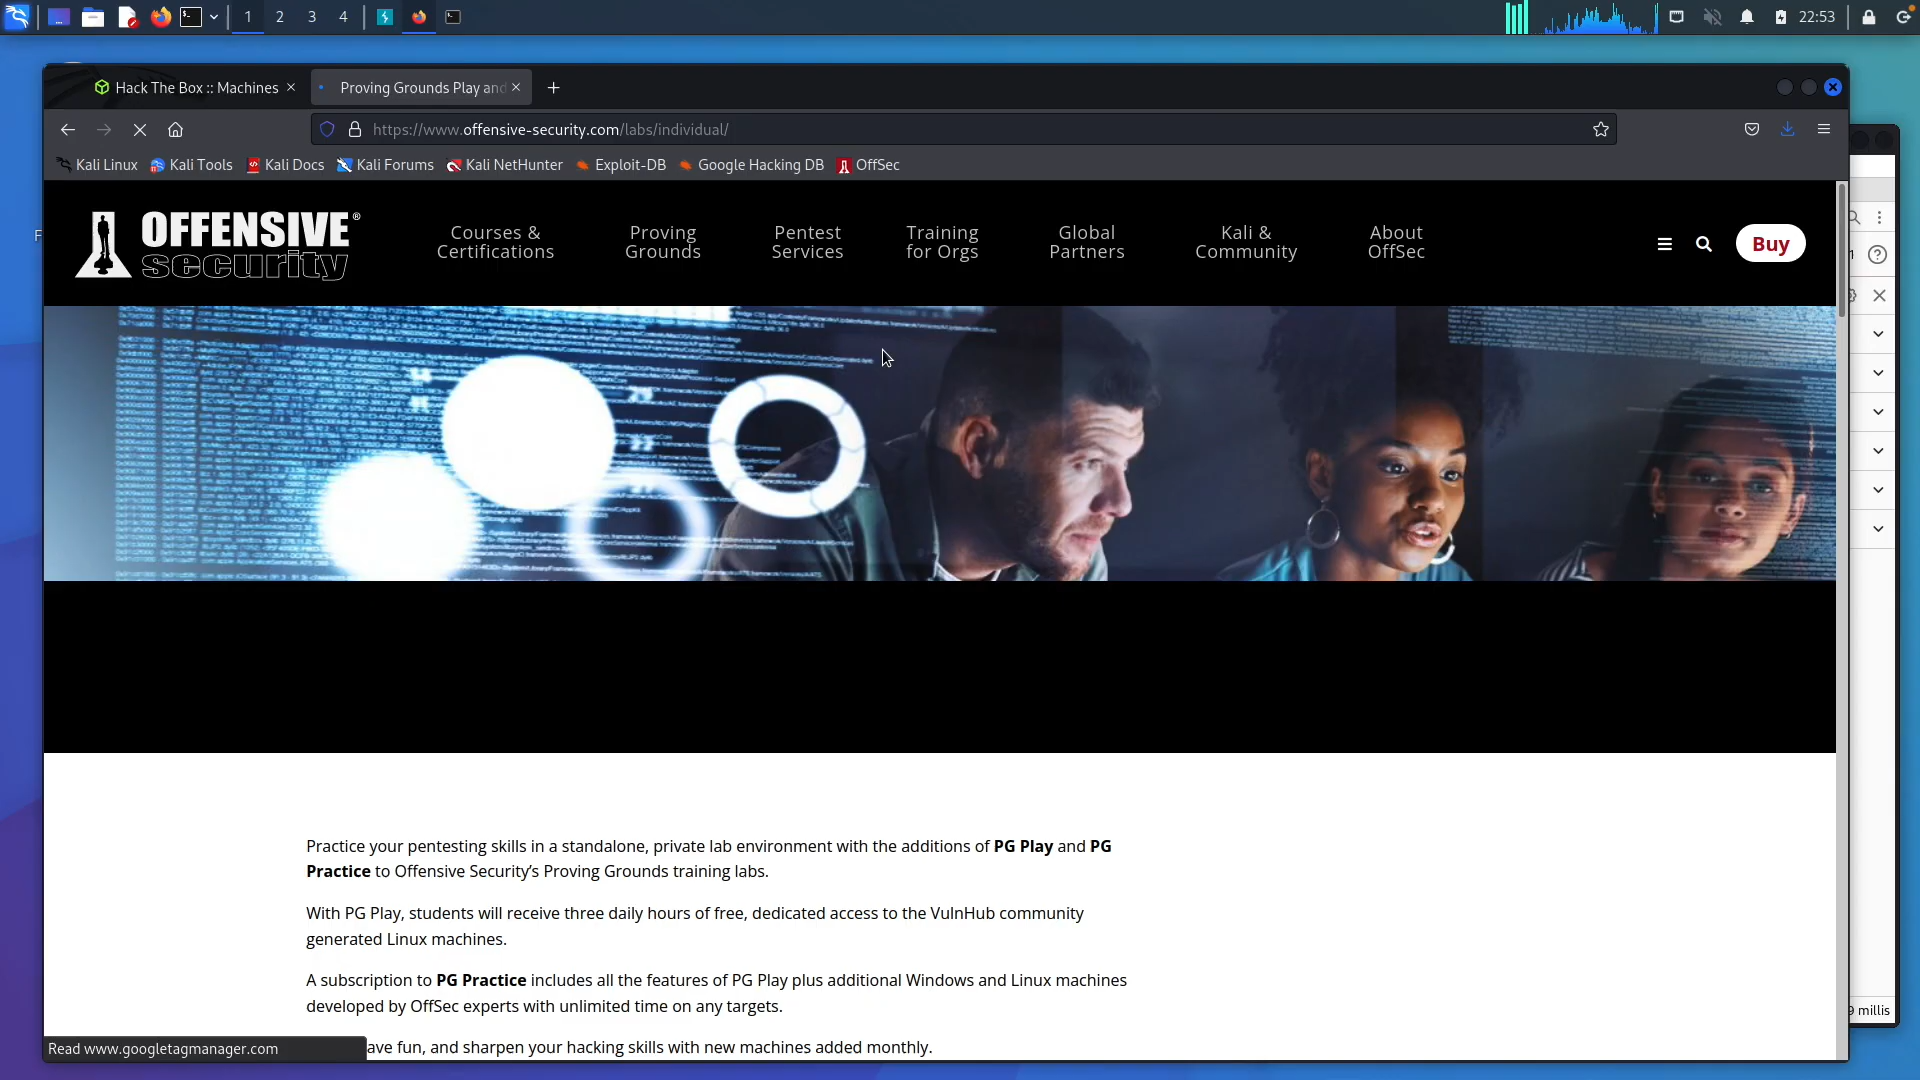 1 2 3 4 22:53
Hack The Box :: Machines
Proving Grounds Play and
https://www.offensive-security.com/labs/individual/
Kali Linux Kali Tools Kali Docs Kali Forums Kali NetHunter Exploit-DB Google Hacking DB OffSec
OFFENSIVE®
security
Courses &
Certifications
Proving
Grounds
Pentest
Services
Training
for Orgs
Global
Partners
Kali &
Community
About
OffSec
Buy
Practice your pentesting skills in a standalone, private lab environment with the additions of PG Play and PG
Practice to Offensive Security’s Proving Grounds training labs.
With PG Play, students will receive three daily hours of free, dedicated access to the VulnHub community
generated Linux machines.
A subscription to PG Practice includes all the features of PG Play plus additional Windows and Linux machines
developed by OffSec experts with unlimited time on any targets.
ave fun, and sharpen your hacking skills with new machines added monthly.
Read www.googletagmanager.com
9 millis